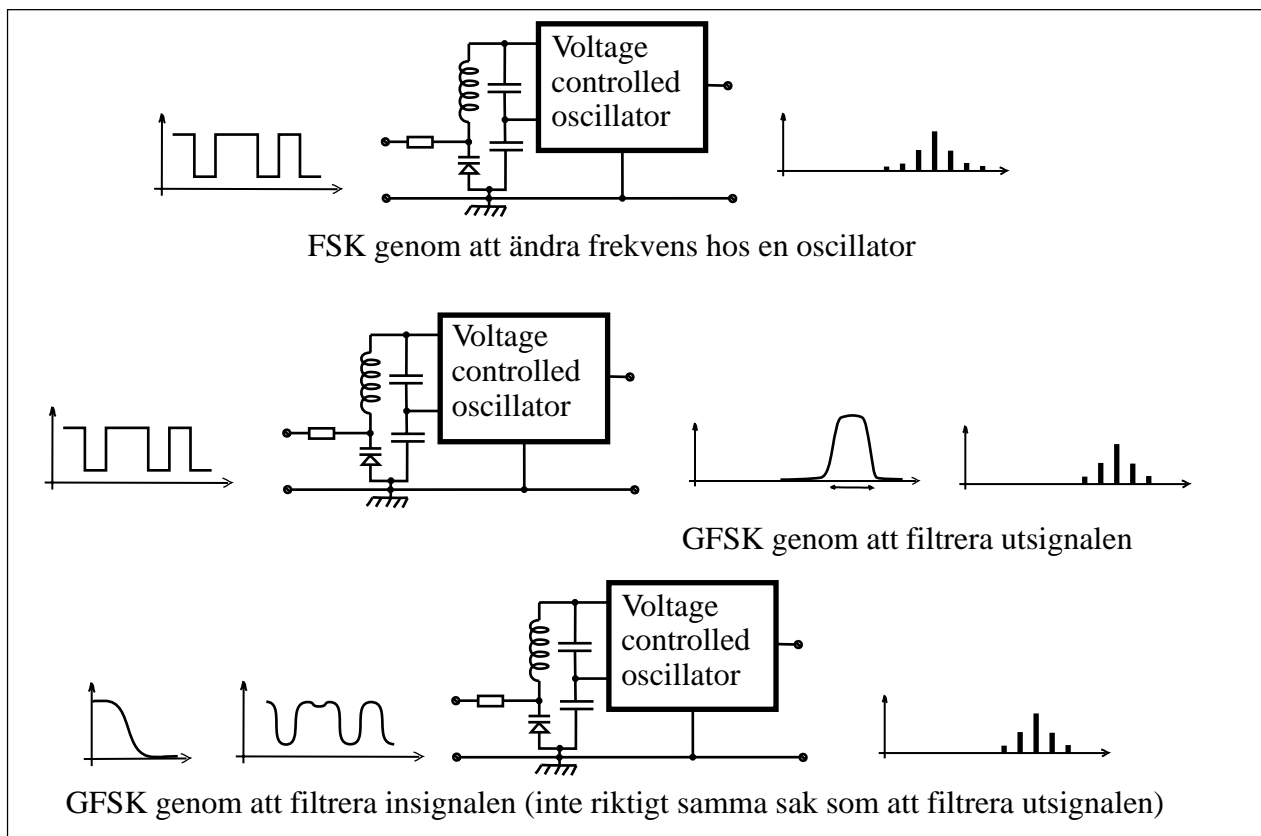 Voltage
controlled
oscillator
FSK genom att ändra frekvens hos en oscillator
Voltage
controlled
oscillator
GFSK genom att filtrera utsignalen
Voltage
controlled
oscillator
GFSK genom att filtrera insignalen (inte riktigt samma sak som att filtrera utsignalen)